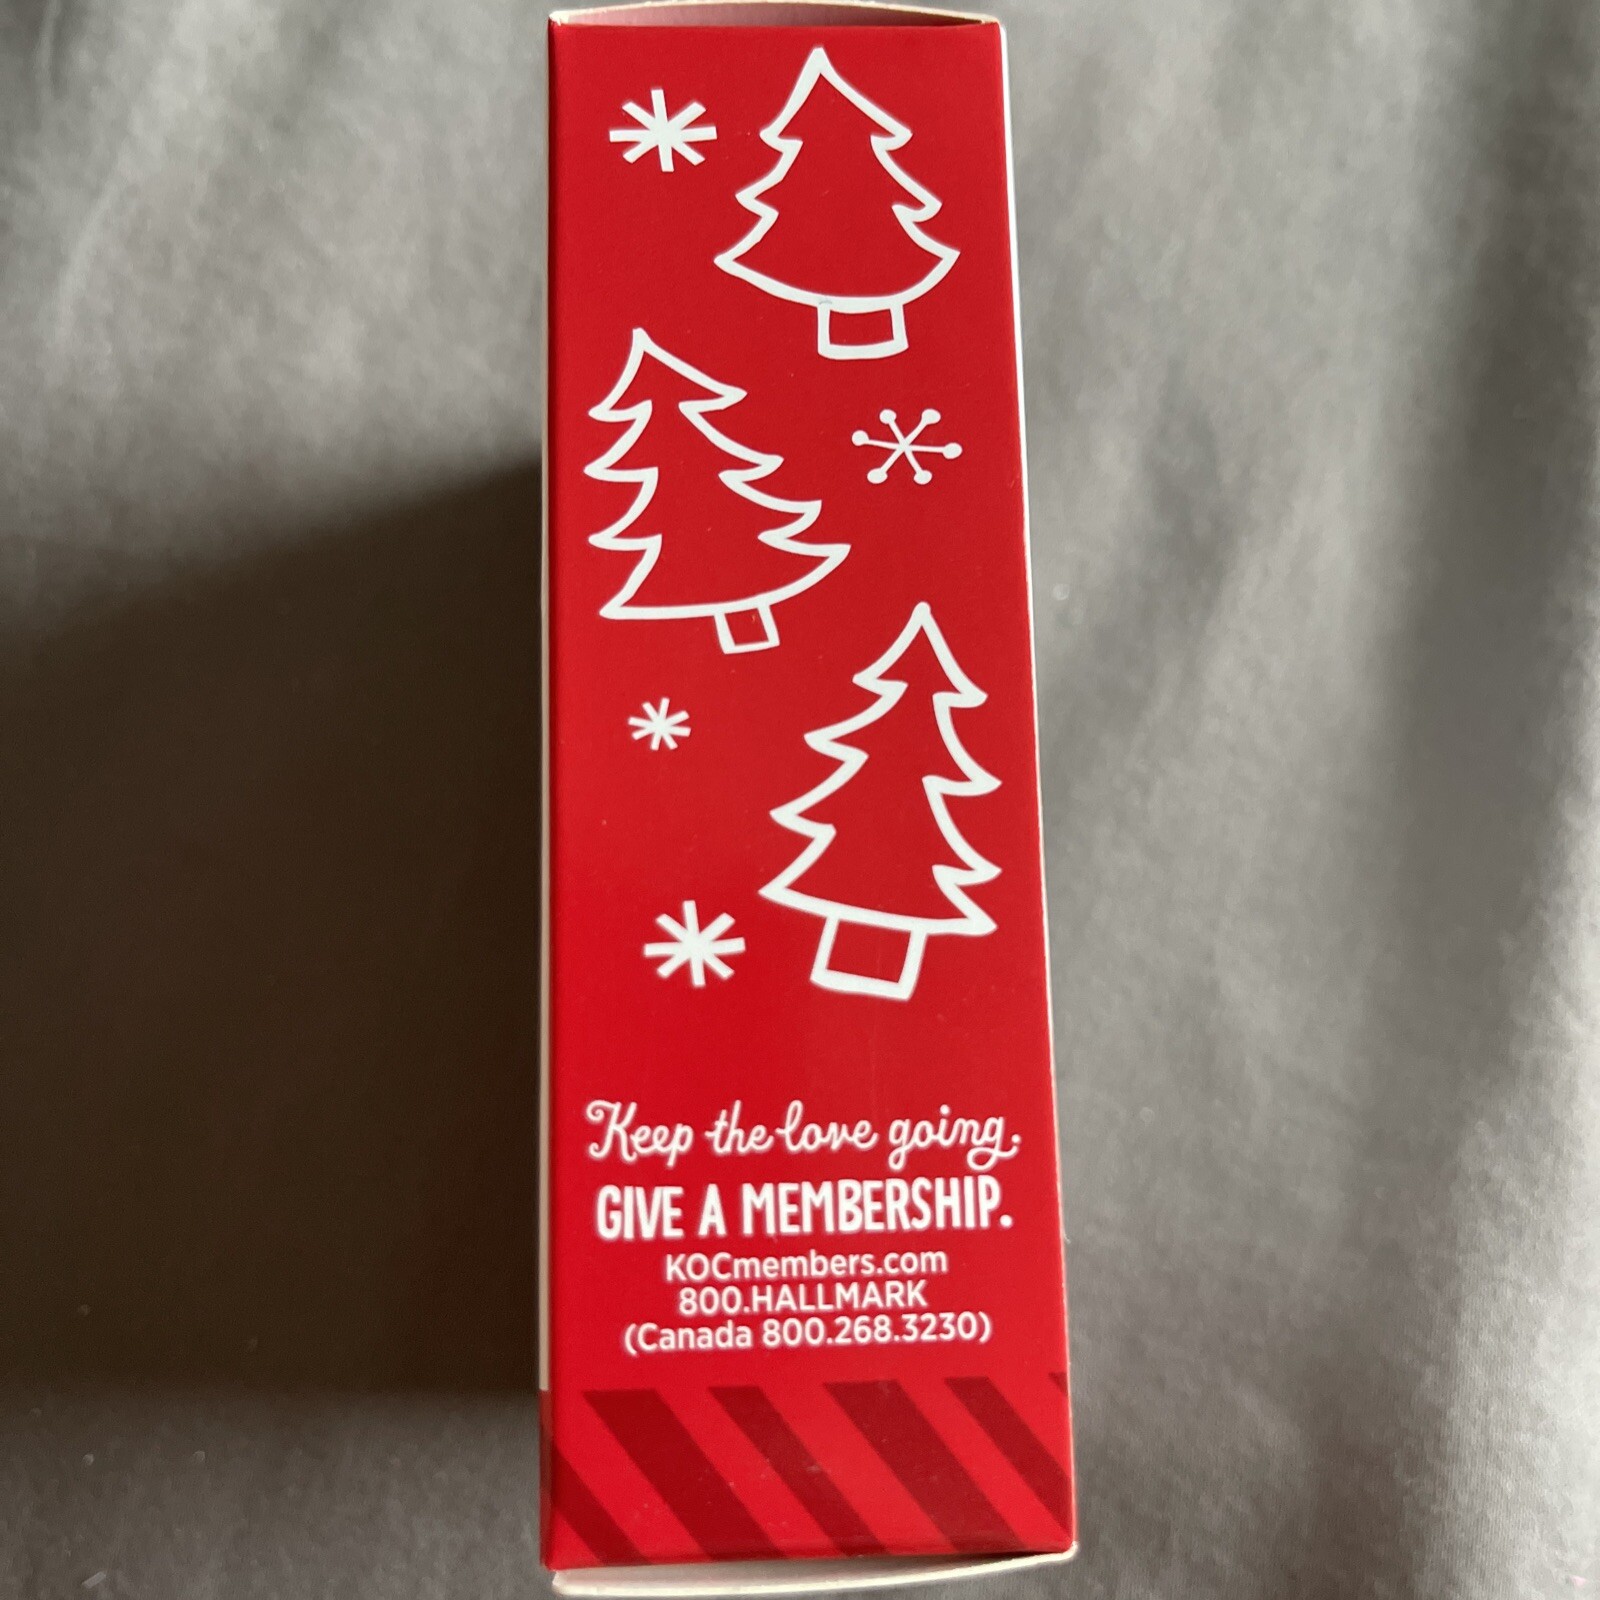 Keep the love going.
GIVE A MEMBERSHIP.
KOCmembers.com
800.HALLMARK
(Canada 800.268.3230)